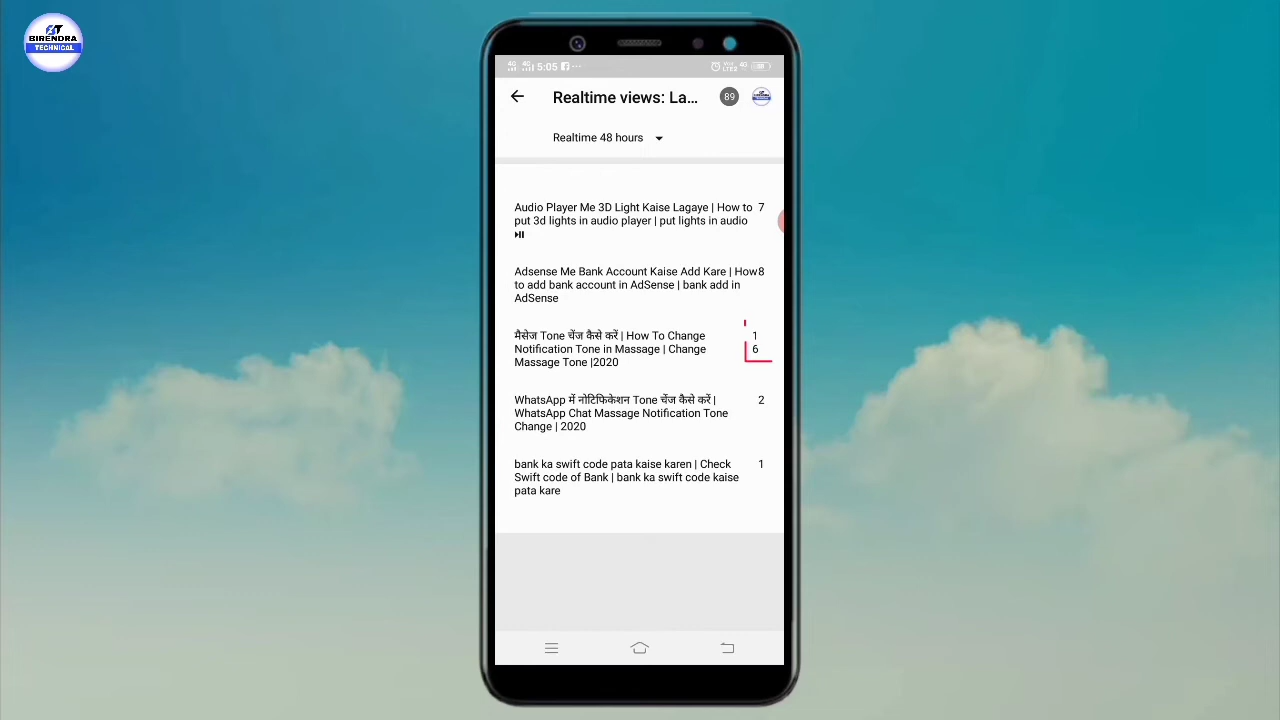 BT
BIRENDRA
TECHNICAL
4G 4G 5:05
4G
Realtime views: La...
89
Realtime 48 hours
Audio Player Me 3D Light Kaise Lagaye | How to 7
put 3d lights in audio player | put lights in audio
⏯
Adsense Me Bank Account Kaise Add Kare | How 8
to add bank account in AdSense | bank add in
AdSense
मैसेज Tone चेंज कैसे करें | How To Change 1
Notification Tone in Massage | Change 6
Massage Tone |2020
WhatsApp में नोटिफिकेशन Tone चेंज कैसे करें | 2
WhatsApp Chat Massage Notification Tone
Change | 2020
bank ka swift code pata kaise karen | Check 1
Swift code of Bank | bank ka swift code kaise
pata kare